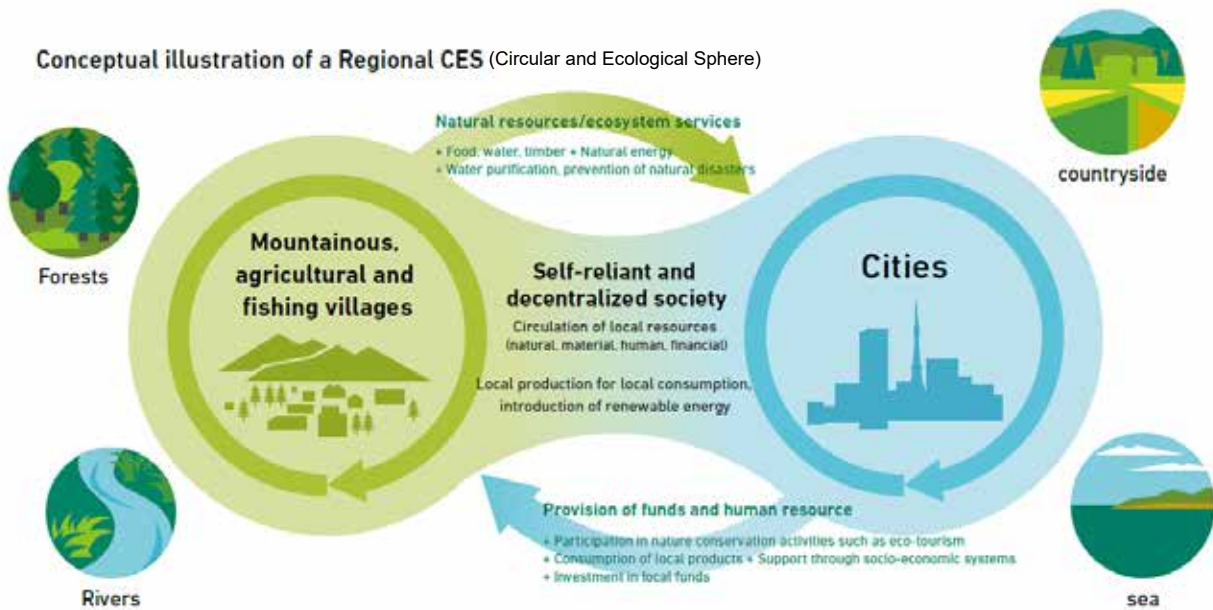 Conceptual illustration of a Regional CES (Circular and Ecological Sphere)
Natural resources/ecosystem services
+ Food, water, timber + Natural energy
+ Water purification, prevention of natural disasters
countryside
Forests
Mountainous,
agricultural and
fishing villages
Self-reliant and
decentralized society
Circulation of local resources
(natural, material, human, financial)
Local production for local consumption,
introduction of renewable energy
Cities
Provision of funds and human resource
+ Participation in nature conservation activities such as eco-tourism
+ Consumption of local products + Support through socio-economic systems
+ Investment in local funds
Rivers
sea